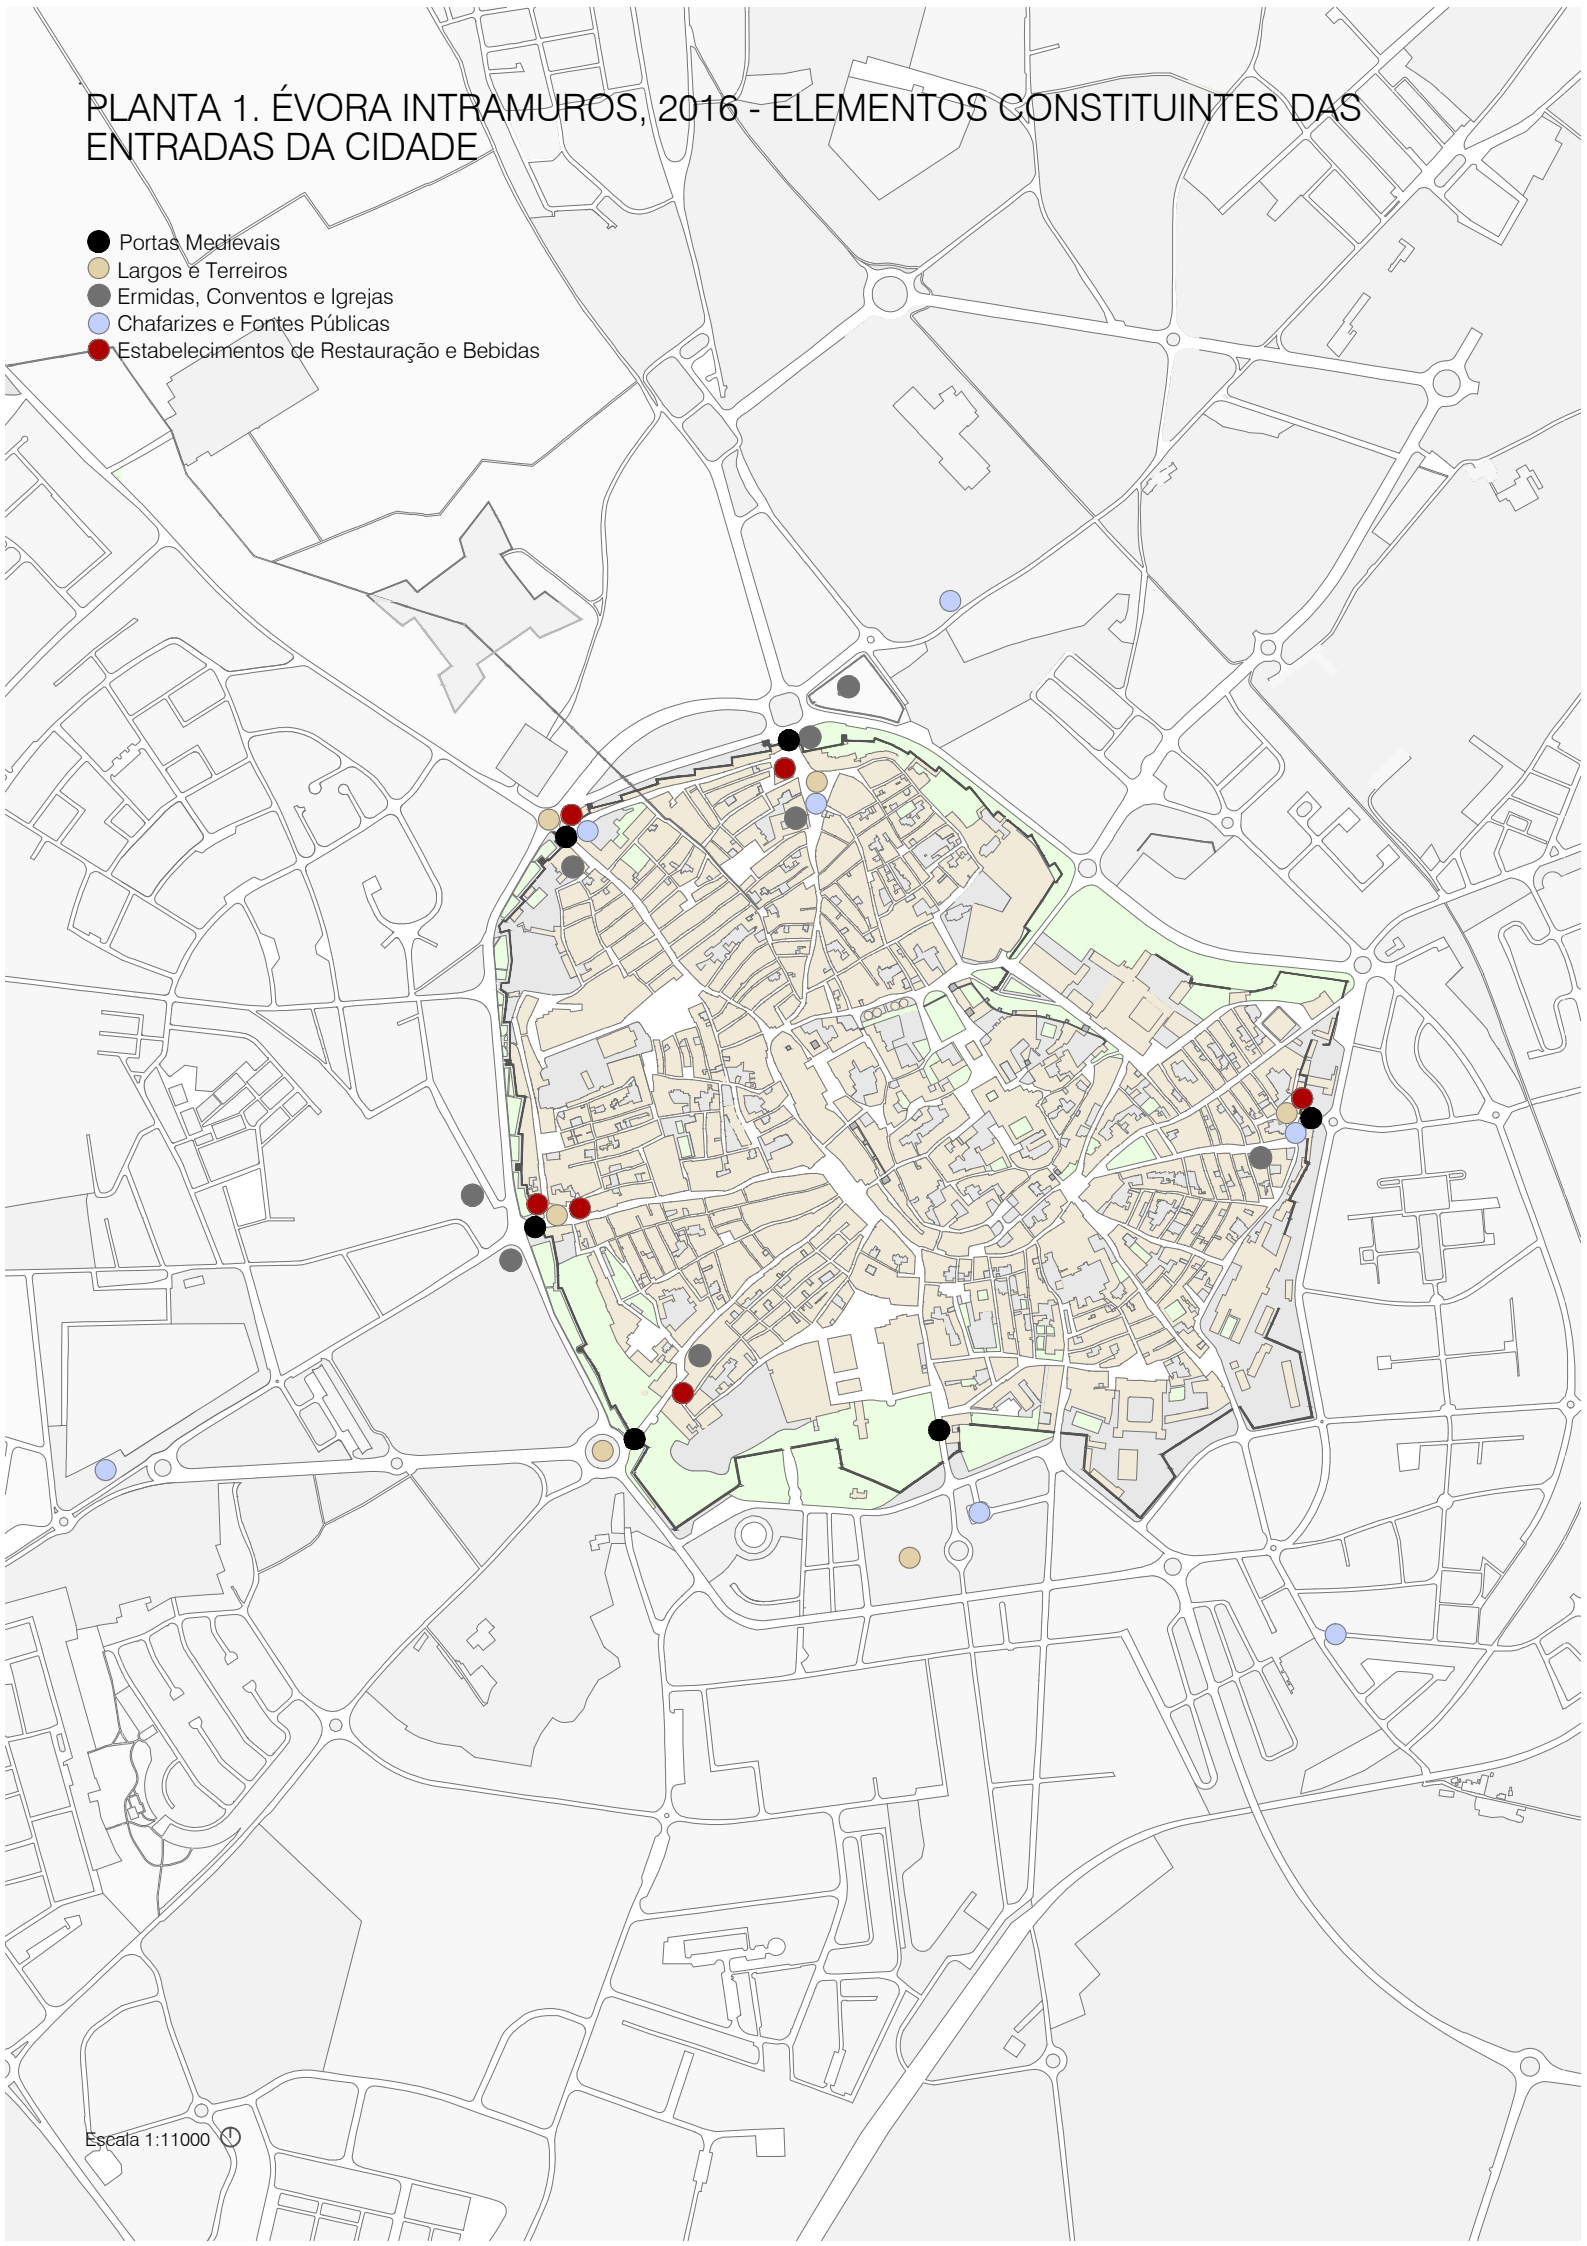 PLANTA 1. ÉVORA INTRAMUROS, 2016 - ELEMENTOS CONSTITUINTES DAS
ENTRADAS DA CIDADE
Portas Medievais
Largos e Terreiros
Ermidas, Conventos e Igrejas
Chafarizes e Fontes Públicas
Estabelecimentos de Restauração e Bebidas
Escala 1:11000